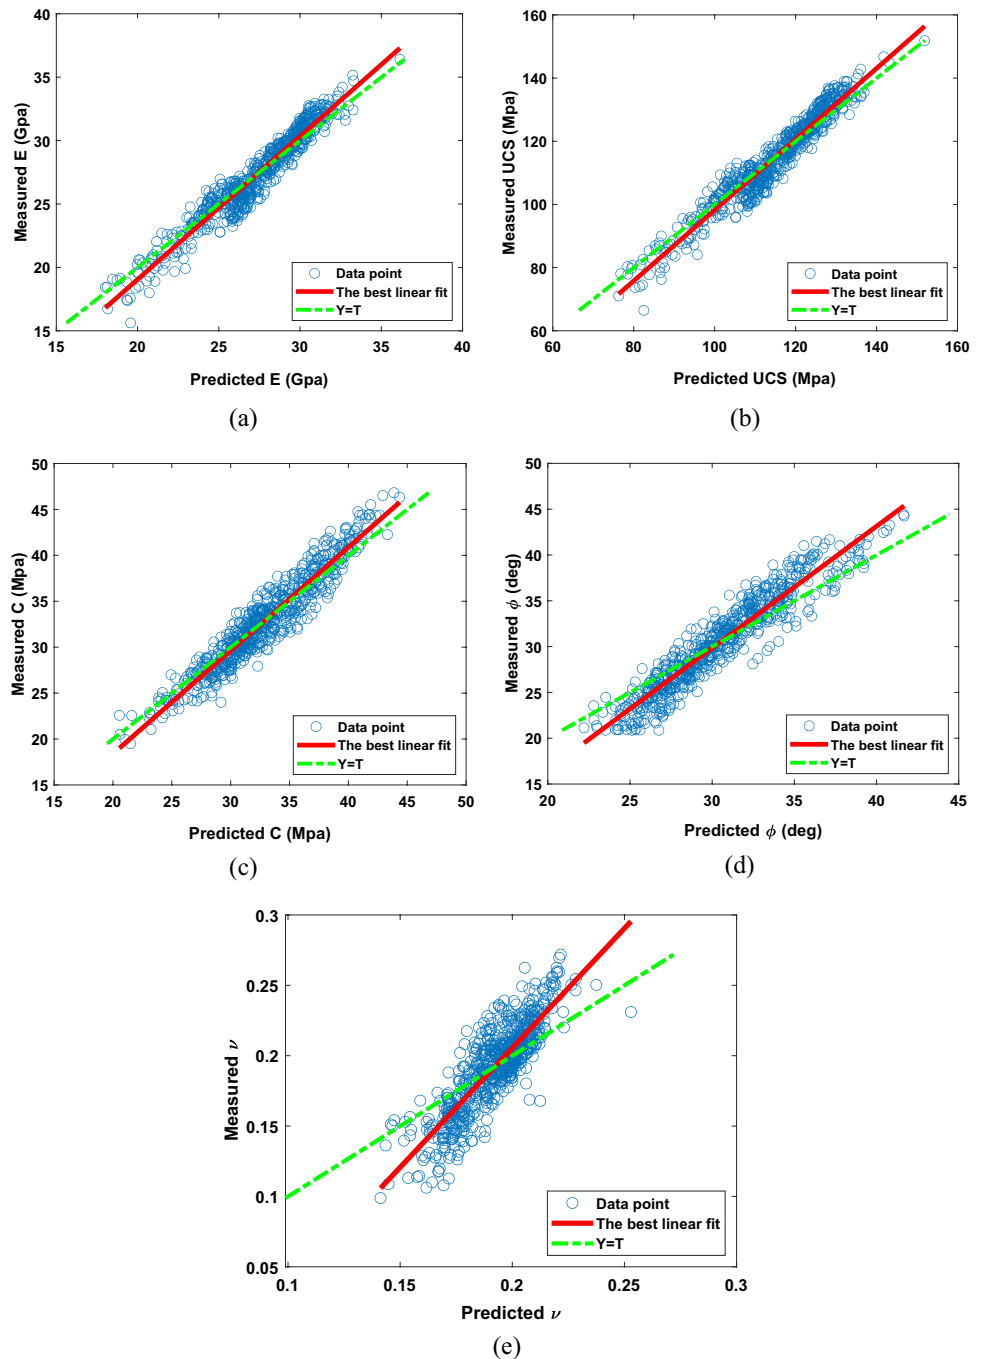 40
35
30
25
20
15
15 20 25 30 35 40
Measured E (Gpa)
Predicted E (Gpa)
Data point
The best linear fit
Y=T
(a)
160
140
120
100
80
60
60 80 100 120 140 160
Measured UCS (Mpa)
Predicted UCS (Mpa)
Data point
The best linear fit
Y=T
(b)
50
45
40
35
30
25
20
15
15 20 25 30 35 40 45 50
Measured C (Mpa)
Predicted C (Mpa)
Data point
The best linear fit
Y=T
(c)
50
45
40
35
30
25
20
15
20 25 30 35 40 45
Measured ϕ (deg)
Predicted ϕ (deg)
Data point
The best linear fit
Y=T
(d)
0.3
0.25
0.2
0.15
0.1
0.05
0.1 0.15 0.2 0.25 0.3
Measured ν
Predicted ν
Data point
The best linear fit
Y=T
(e)